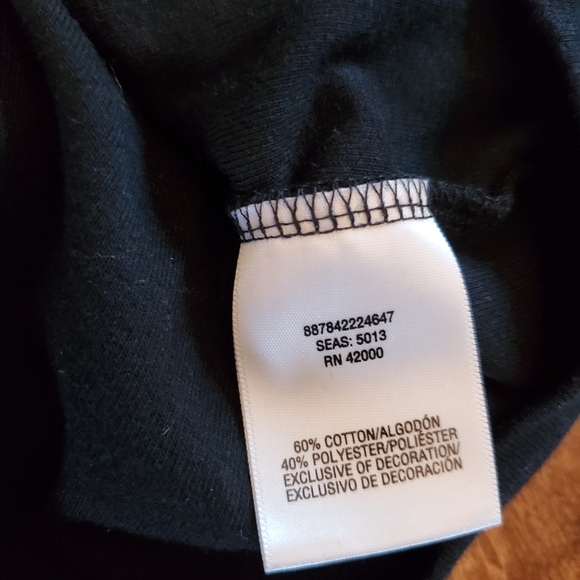 887842224647
SEAS: 5013
RN 42000
60% COTTON/ALGODÓN
40% POLYESTER/POLIÉSTER
EXCLUSIVE OF DECORATION/
EXCLUSIVO DE DECORACIÓN